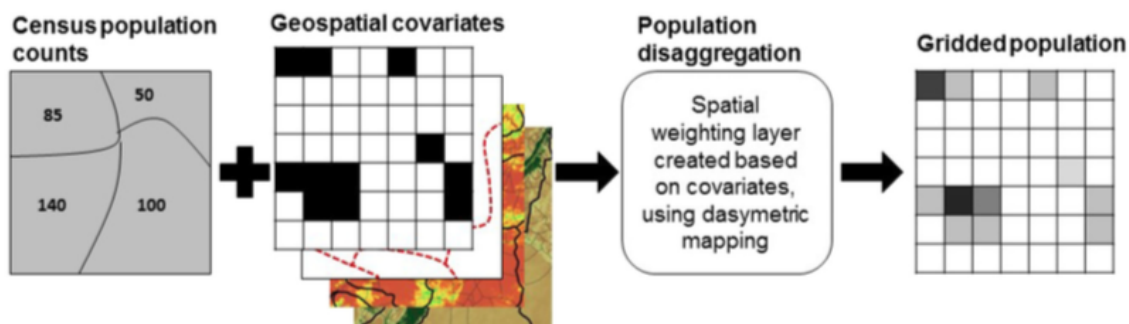 Census population
counts
85
50
140
100
Geospatial covariates
Population
disaggregation
Spatial
weighting layer
created based
on covariates,
using dasymetric
mapping
Gridded population